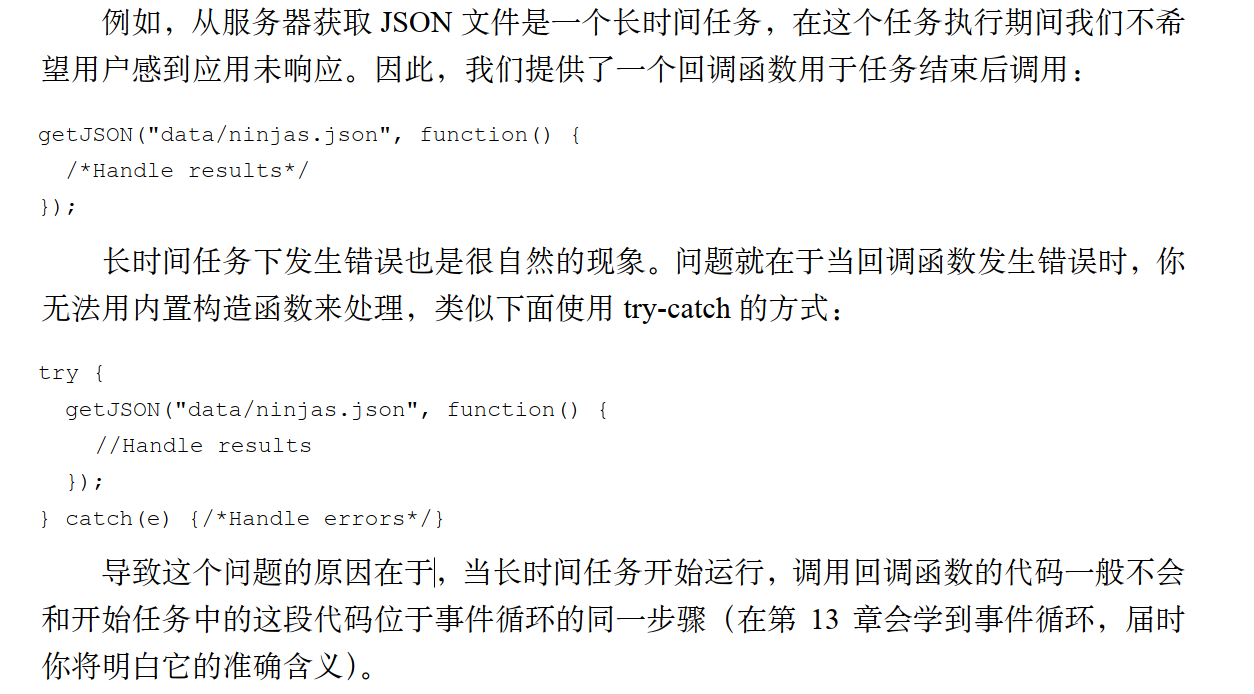 例如，从服务器获取 JSON 文件是一个长时间任务，在这个任务执行期间我们不希
望用户感到应用未响应。因此，我们提供了一个回调函数用于任务结束后调用：
getJSON("data/ninjas.json", function() {
  /*Handle results*/
});
长时间任务下发生错误也是很自然的现象。问题就在于当回调函数发生错误时，你
无法用内置构造函数来处理，类似下面使用 try-catch 的方式：
try {
  getJSON("data/ninjas.json", function() {
    //Handle results
  });
} catch(e) {/*Handle errors*/}
导致这个问题的原因在于，当长时间任务开始运行，调用回调函数的代码一般不会
和开始任务中的这段代码位于事件循环的同一步骤（在第 13 章会学到事件循环，届时
你将明白它的准确含义）。